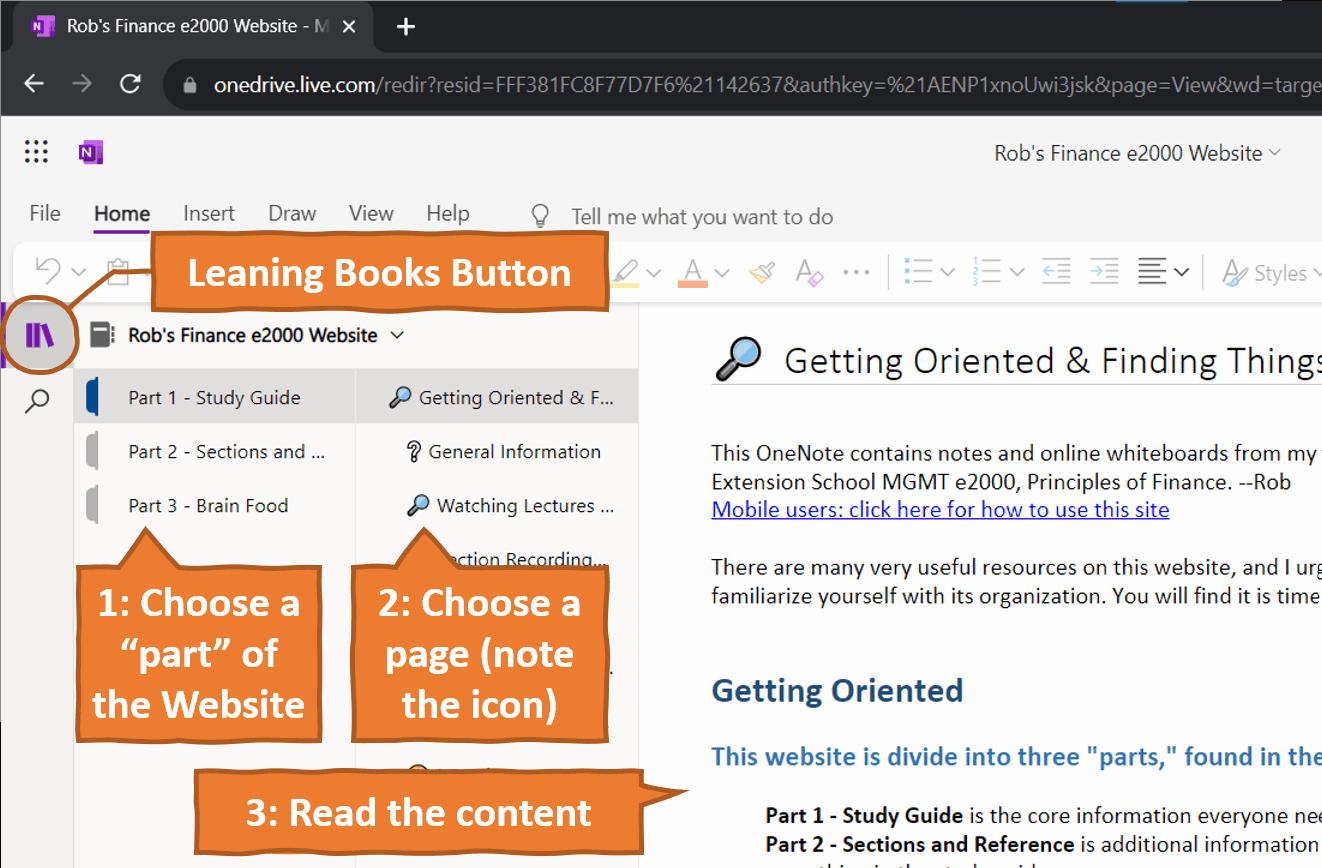 Rob's Finance e2000 Website - M
onedrive.live.com/redir?resid=FFF381FC8F77D7F6%21142637&authkey=%21AENP1xnoUwi3jsk&page=View&wd=targe
Rob's Finance e2000 Website
File Home Insert Draw View Help Tell me what you want to do
Leaning Books Button
Styles
Rob's Finance e2000 Website
Part 1 - Study Guide
Part 2 - Sections and ...
Part 3 - Brain Food
Getting Oriented & F...
General Information
Watching Lectures ...
ction Recording...
1: Choose a
“part” of
the Website
2: Choose a
page (note
the icon)
3: Read the content
Getting Oriented & Finding Things
This OneNote contains notes and online whiteboards from my
Extension School MGMT e2000, Principles of Finance. --Rob
Mobile users: click here for how to use this site
There are many very useful resources on this website, and I urg
familiarize yourself with its organization. You will find it is time
Getting Oriented
This website is divide into three "parts," found in the
Part 1 - Study Guide is the core information everyone nee
Part 2 - Sections and Reference is additional information